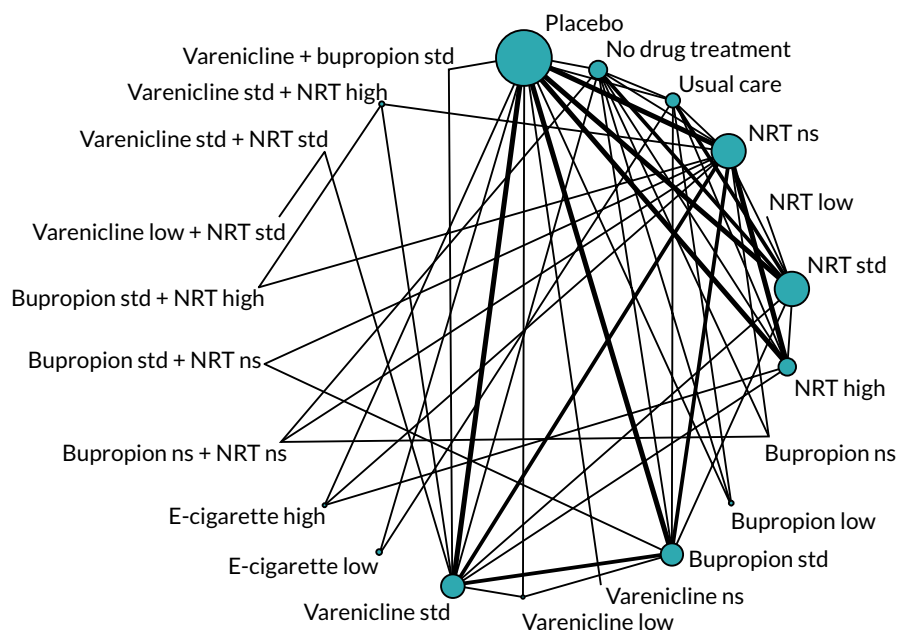 Placebo
No drug treatment
Usual care
NRT ns
NRT low
NRT std
NRT high
Bupropion ns
Bupropion low
Bupropion std
Varenicline ns
Varenicline low
Varenicline std
E-cigarette low
E-cigarette high
Bupropion ns + NRT ns
Bupropion std + NRT ns
Bupropion std + NRT high
Varenicline low + NRT std
Varenicline std + NRT std
Varenicline std + NRT high
Varenicline + bupropion std